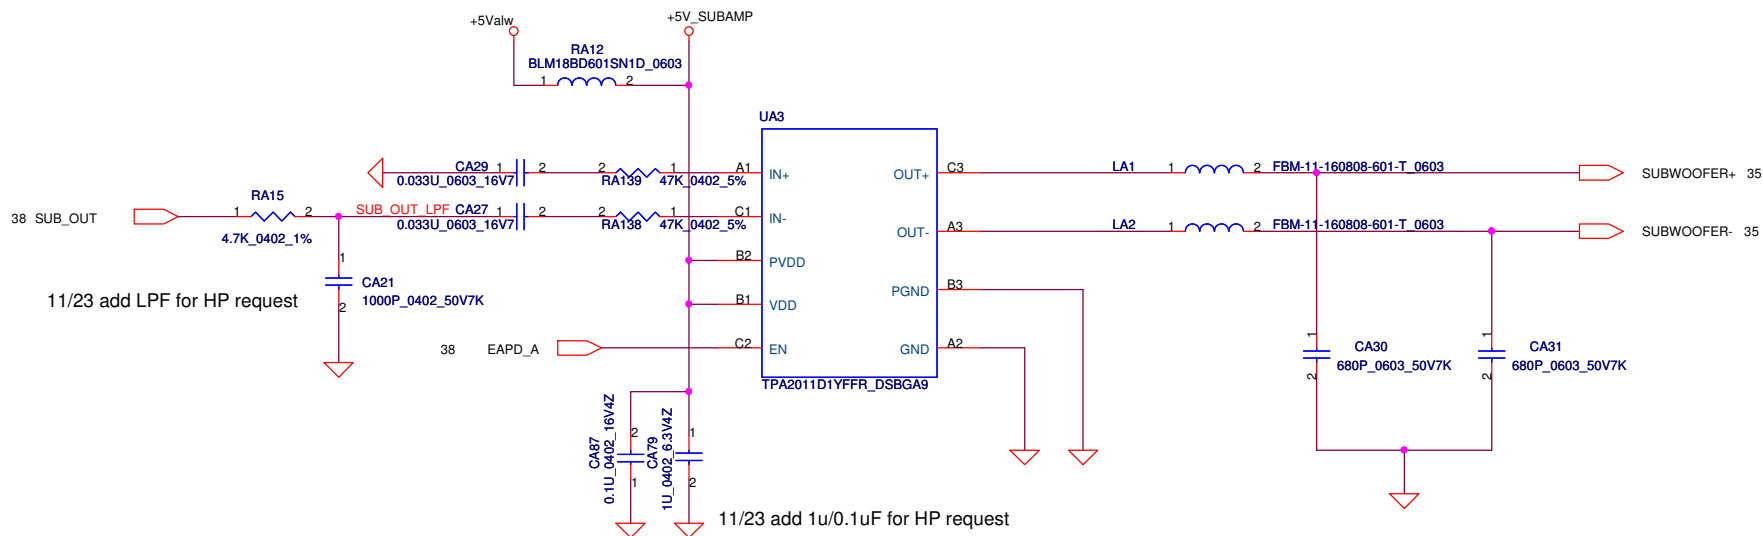 +5Valw
+5V_SUBAMP
RA12
BLM18BD601SN1D_0603
1 2
UA3
CA29 1 2 2 1 A1 IN+
0.033U_0603_16V7 RA139 47K_0402_5%
OUT+ C3 LA1 1 2 FBM-11-160808-601-T_0603 SUBWOOFER+ 35
RA15
38 SUB_OUT 1 2 SUB_OUT_LPF CA27 1 2 2 1 C1 IN-
4.7K_0402_1% 0.033U_0603_16V7 RA138 47K_0402_5%
OUT- A3 LA2 1 2 FBM-11-160808-601-T_0603 SUBWOOFER- 35
B2 PVDD
1
CA21
1000P_0402_50V7K
2
11/23 add LPF for HP request
PGND B3
B1 VDD
38 EAPD_A C2 EN
GND A2
TPA2011D1YFFR_DSBGA9
1
CA30
680P_0603_50V7K
2
1
CA31
680P_0603_50V7K
2
CA87
0.1U_0402_16V4Z
2
1
CA79
1U_0402_6.3V4Z
1
2
11/23 add 1u/0.1uF for HP request